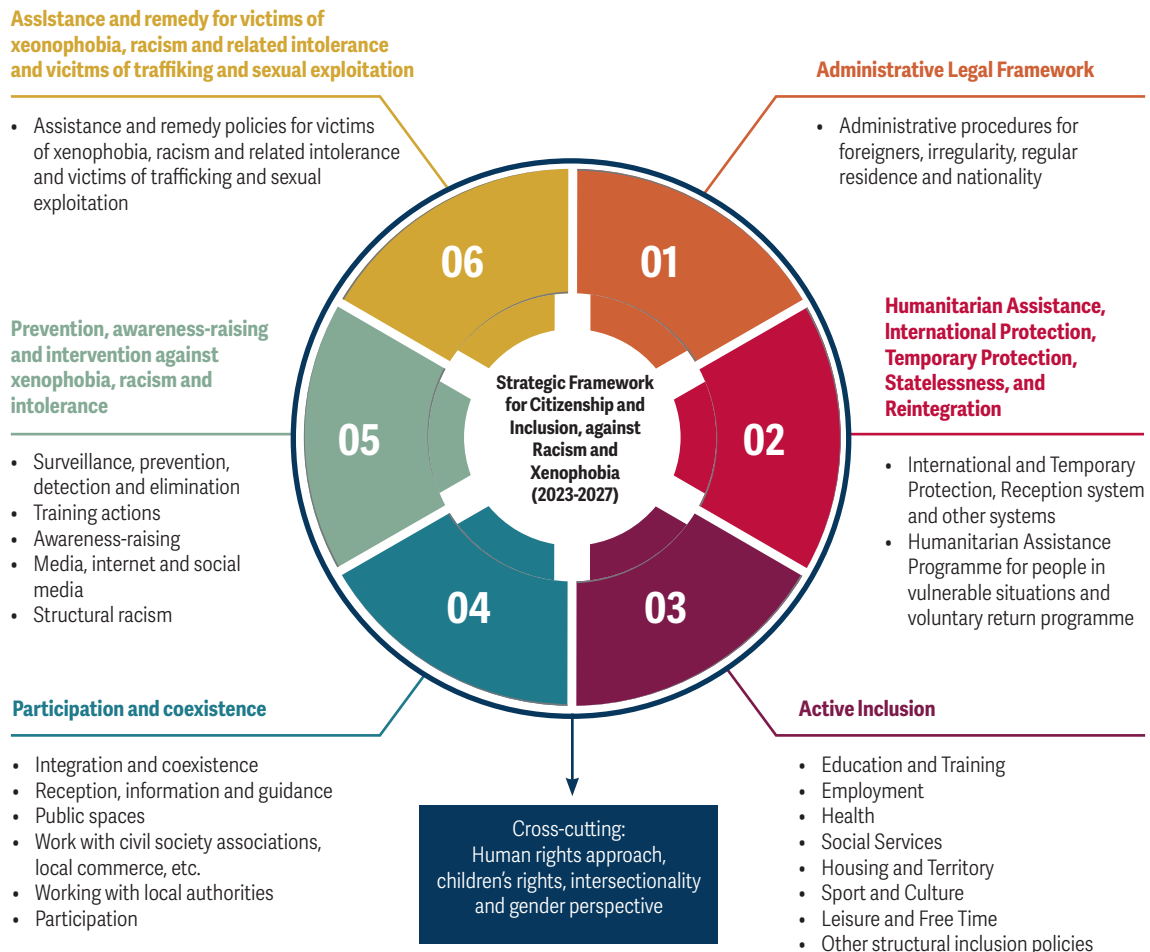 Assistance and remedy for victims of
xeonophobia, racism and related intolerance
and vicitms of traffiking and sexual exploitation
• Assistance and remedy policies for victims
of xenophobia, racism and related intolerance
and victims of trafficking and sexual
exploitation
Administrative Legal Framework
• Administrative procedures for
foreigners, irregularity, regular
residence and nationality
06
01
Prevention, awareness-raising
and intervention against
xenophobia, racism and
intolerance
• Surveillance, prevention,
detection and elimination
• Training actions
• Awareness-raising
• Media, internet and social
media
• Structural racism
05
Strategic Framework
for Citizenship and
Inclusion, against
Racism and
Xenophobia
(2023-2027)
02
Humanitarian Assistance,
International Protection,
Temporary Protection,
Statelessness, and
Reintegration
• International and Temporary
Protection, Reception system
and other systems
• Humanitarian Assistance
Programme for people in
vulnerable situations and
voluntary return programme
04
03
Participation and coexistence
• Integration and coexistence
• Reception, information and guidance
• Public spaces
• Work with civil society associations,
local commerce, etc.
• Working with local authorities
• Participation
Cross-cutting:
Human rights approach,
children's rights, intersectionality
and gender perspective
Active Inclusion
• Education and Training
• Employment
• Health
• Social Services
• Housing and Territory
• Sport and Culture
• Leisure and Free Time
• Other structural inclusion policies